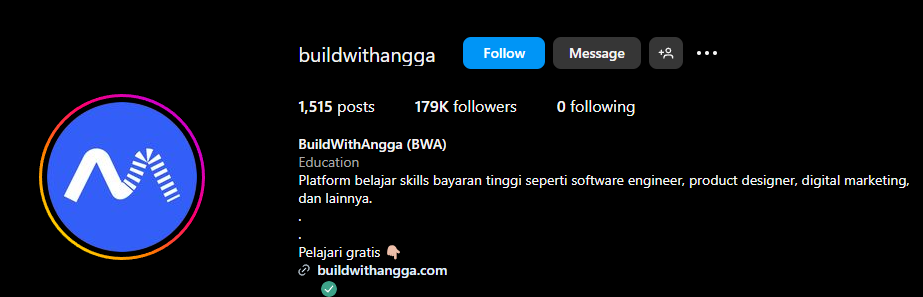 buildwithangga Follow Message
1,515 posts 179K followers 0 following
BuildWithAngga (BWA)
Education
Platform belajar skills bayaran tinggi seperti software engineer, product designer, digital marketing,
dan lainnya.
.
.
Pelajari gratis 👇🏻
buildwithangga.com